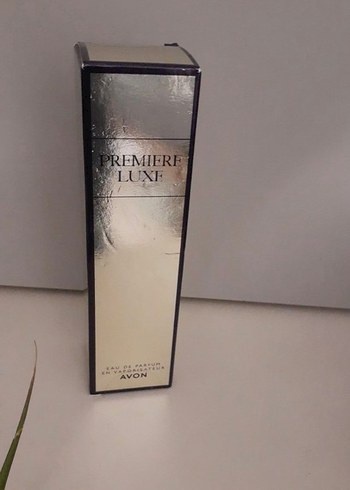 PREMIERE
LUXE
EAU DE PARFUM
EN VAPORISATEUR
AVON